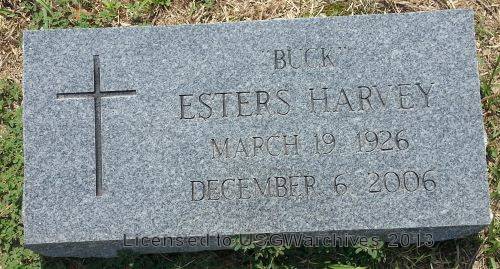 "BUCK"
ESTERS HARVEY
MARCH 19 1926
DECEMBER 6 2006
Licensed to USGWarchives 2013